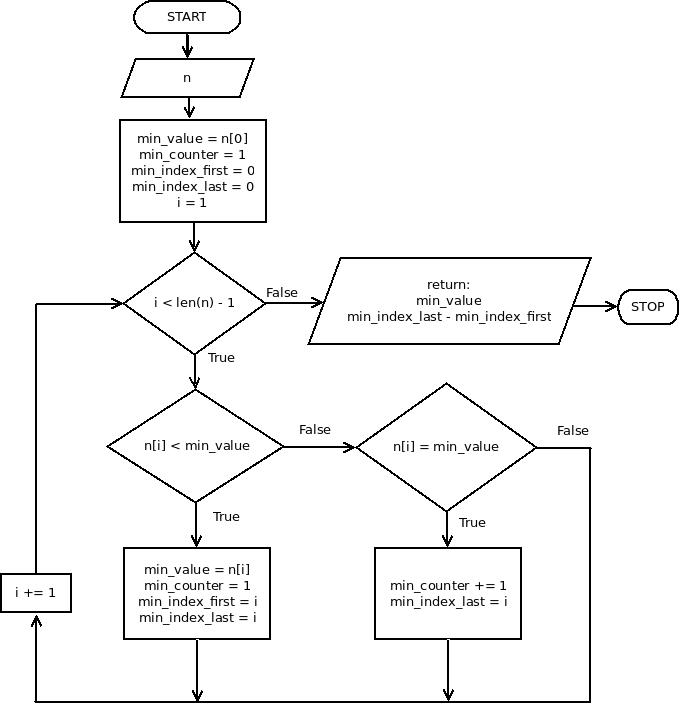 START
n
min_value = n[0]
min_counter = 1
min_index_first = 0
min_index_last = 0
i = 1
i < len(n) - 1
False
return:
min_value
min_index_last - min_index_first
STOP
True
n[i] < min_value
False
n[i] = min_value
False
True
True
min_value = n[i]
min_counter = 1
min_index_first = i
min_index_last = i
min_counter += 1
min_index_last = i
i += 1